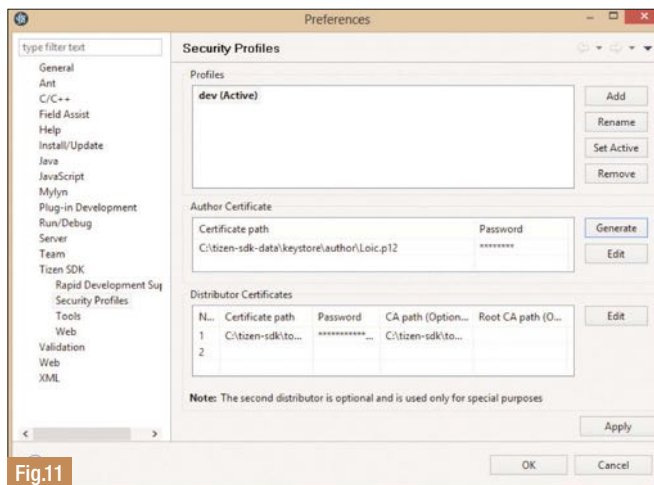 Preferences
type filter text
General
Ant
C/C++
Field Assist
Help
Install/Update
Java
JavaScript
Mylyn
Plug-in Development
Run/Debug
Server
Team
Tizen SDK
Rapid Development Sup
Security Profiles
Tools
Web
Validation
Web
XML
Security Profiles
Profiles
dev (Active)
Add
Rename
Set Active
Remove
Author Certificate
Certificate path Password
C:\tizen-sdk-data\keystore\author\Loic.p12 ********
Generate
Edit
Distributor Certificates
N... Certificate path Password CA path (Option... Root CA path (O...
1 C:\tizen-sdk\to... ***********... C:\tizen-sdk\to...
2
Edit
Note: The second distributor is optional and is used only for special purposes
Apply
OK Cancel
Fig.11